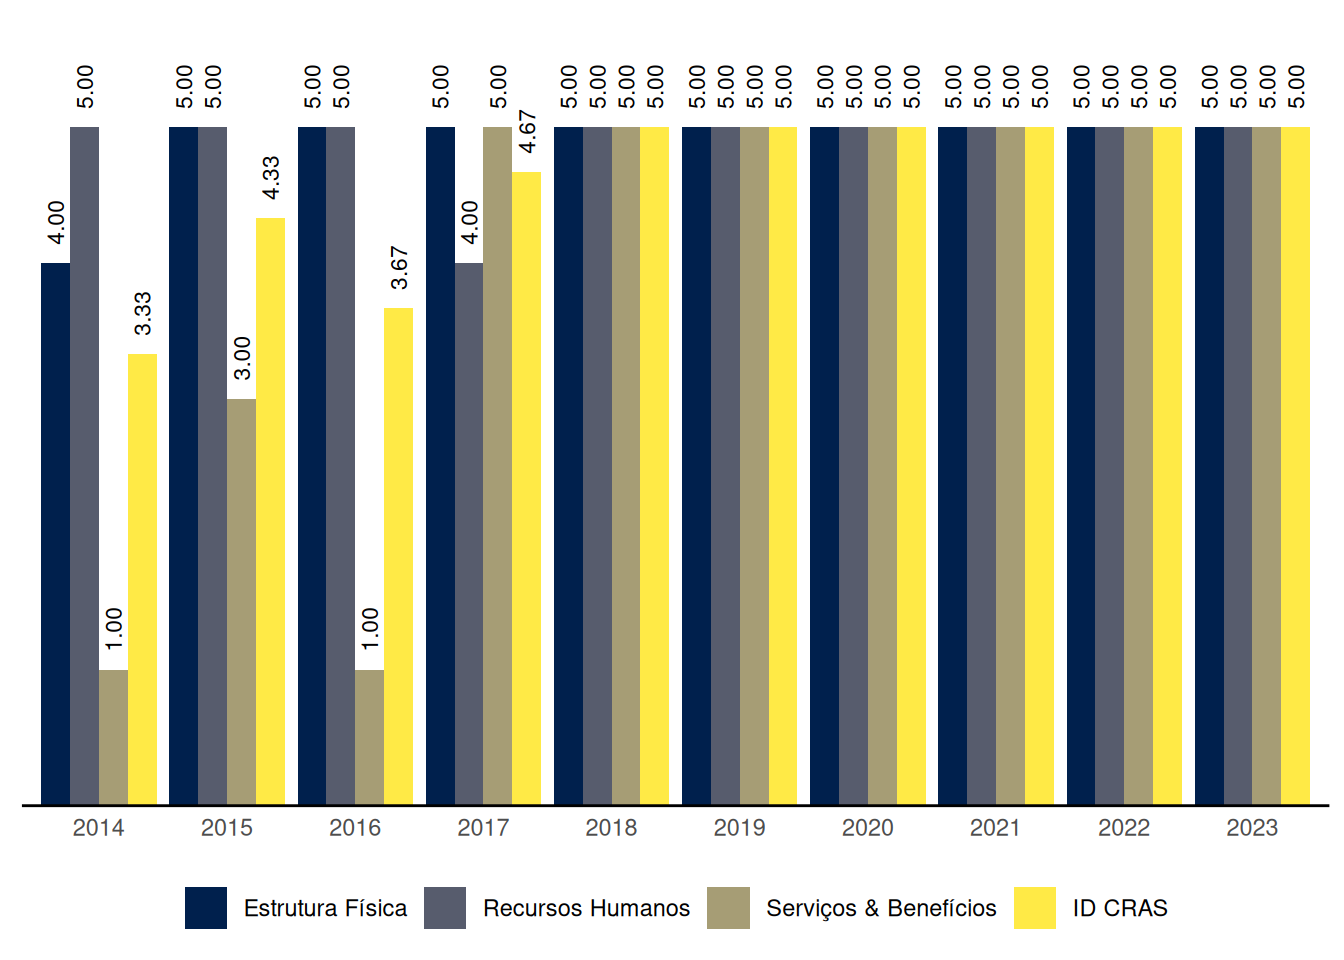 4.00 5.00 1.00 3.33 5.00 5.00 3.00 4.33 5.00 5.00 1.00 3.67 5.00 4.00 5.00 4.67 5.00 5.00 5.00 5.00 5.00 5.00 5.00 5.00 5.00 5.00 5.00 5.00 5.00 5.00 5.00 5.00 5.00 5.00 5.00 5.00 5.00 5.00 5.00 5.00
2014 2015 2016 2017 2018 2019 2020 2021 2022 2023
Estrutura Física Recursos Humanos Serviços & Benefícios ID CRAS